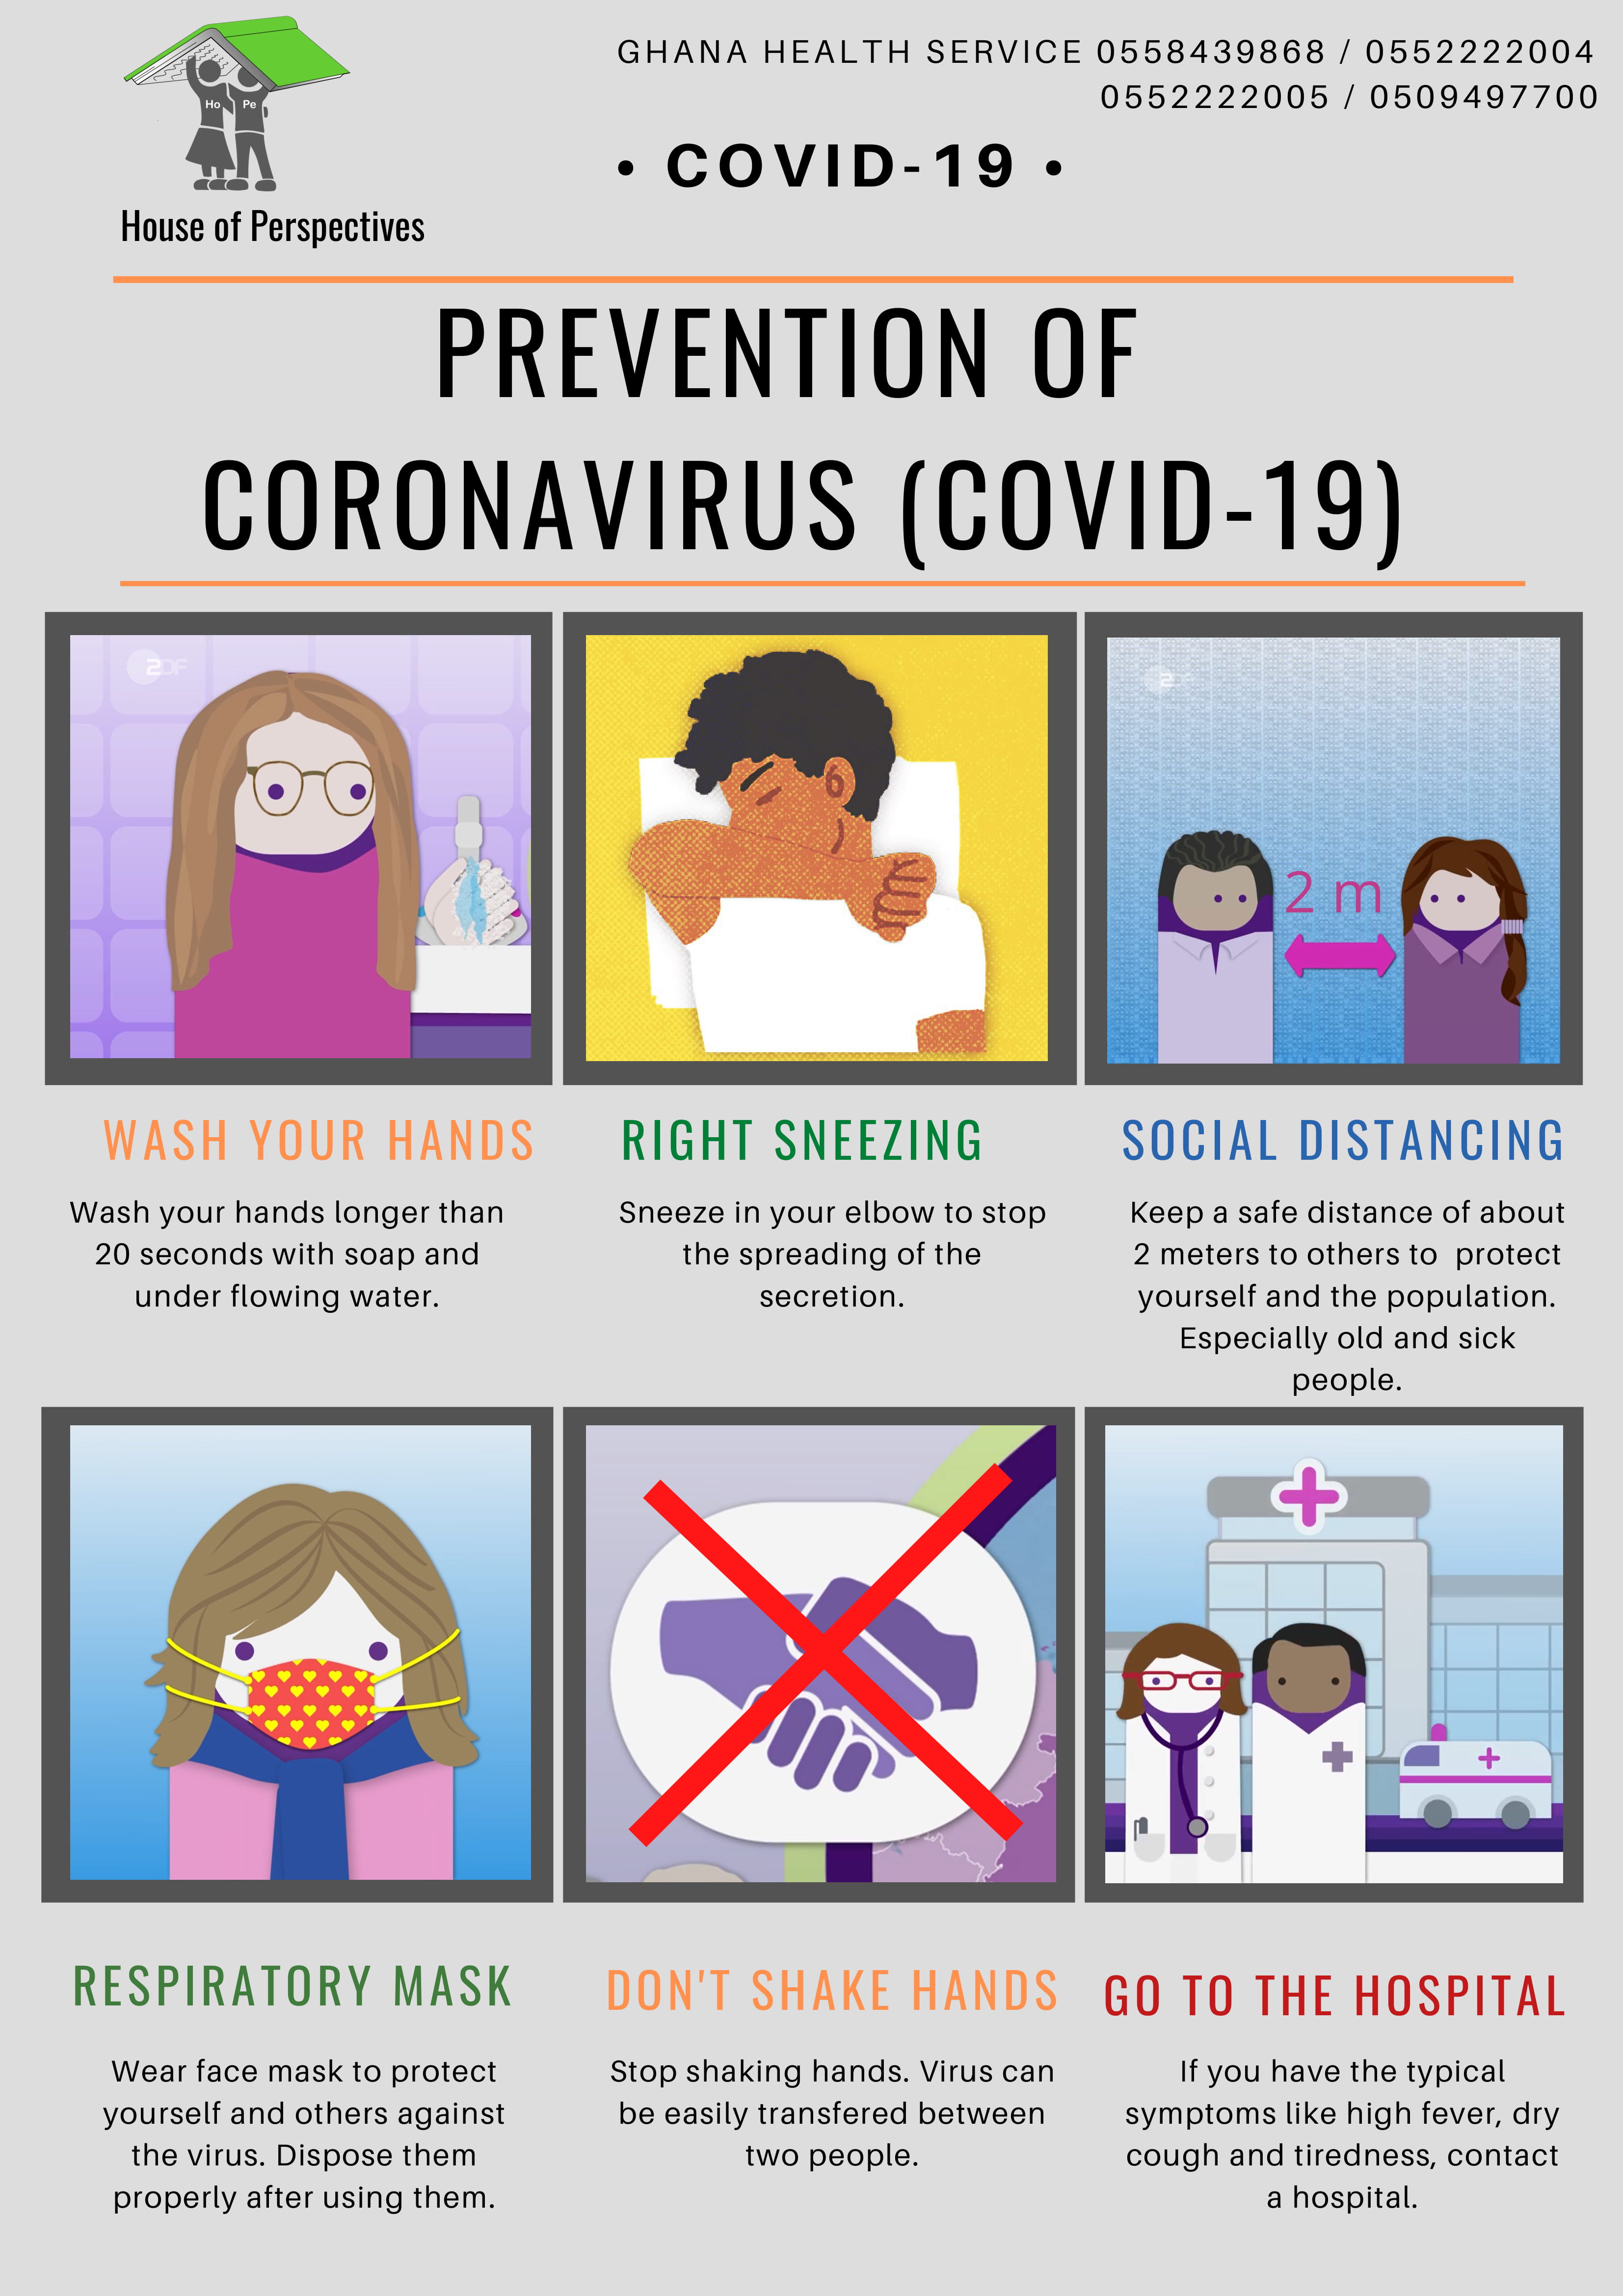 GHANA HEALTH SERVICE 0558439868 / 0552222004
0552222005 / 0509497700
Ho Pe
House of Perspectives
• COVID-19 •
PREVENTION OF
CORONAVIRUS (COVID-19)
2DF
2 m
WASH YOUR HANDS
Wash your hands longer than
20 seconds with soap and
under flowing water.
RIGHT SNEEZING
Sneeze in your elbow to stop
the spreading of the
secretion.
SOCIAL DISTANCING
Keep a safe distance of about
2 meters to others to  protect
yourself and the population.
Especially old and sick
people.
RESPIRATORY MASK
Wear face mask to protect
yourself and others against
the virus. Dispose them
properly after using them.
DON'T SHAKE HANDS
Stop shaking hands. Virus can
be easily transfered between
two people.
GO TO THE HOSPITAL
If you have the typical
symptoms like high fever, dry
cough and tiredness, contact
a hospital.